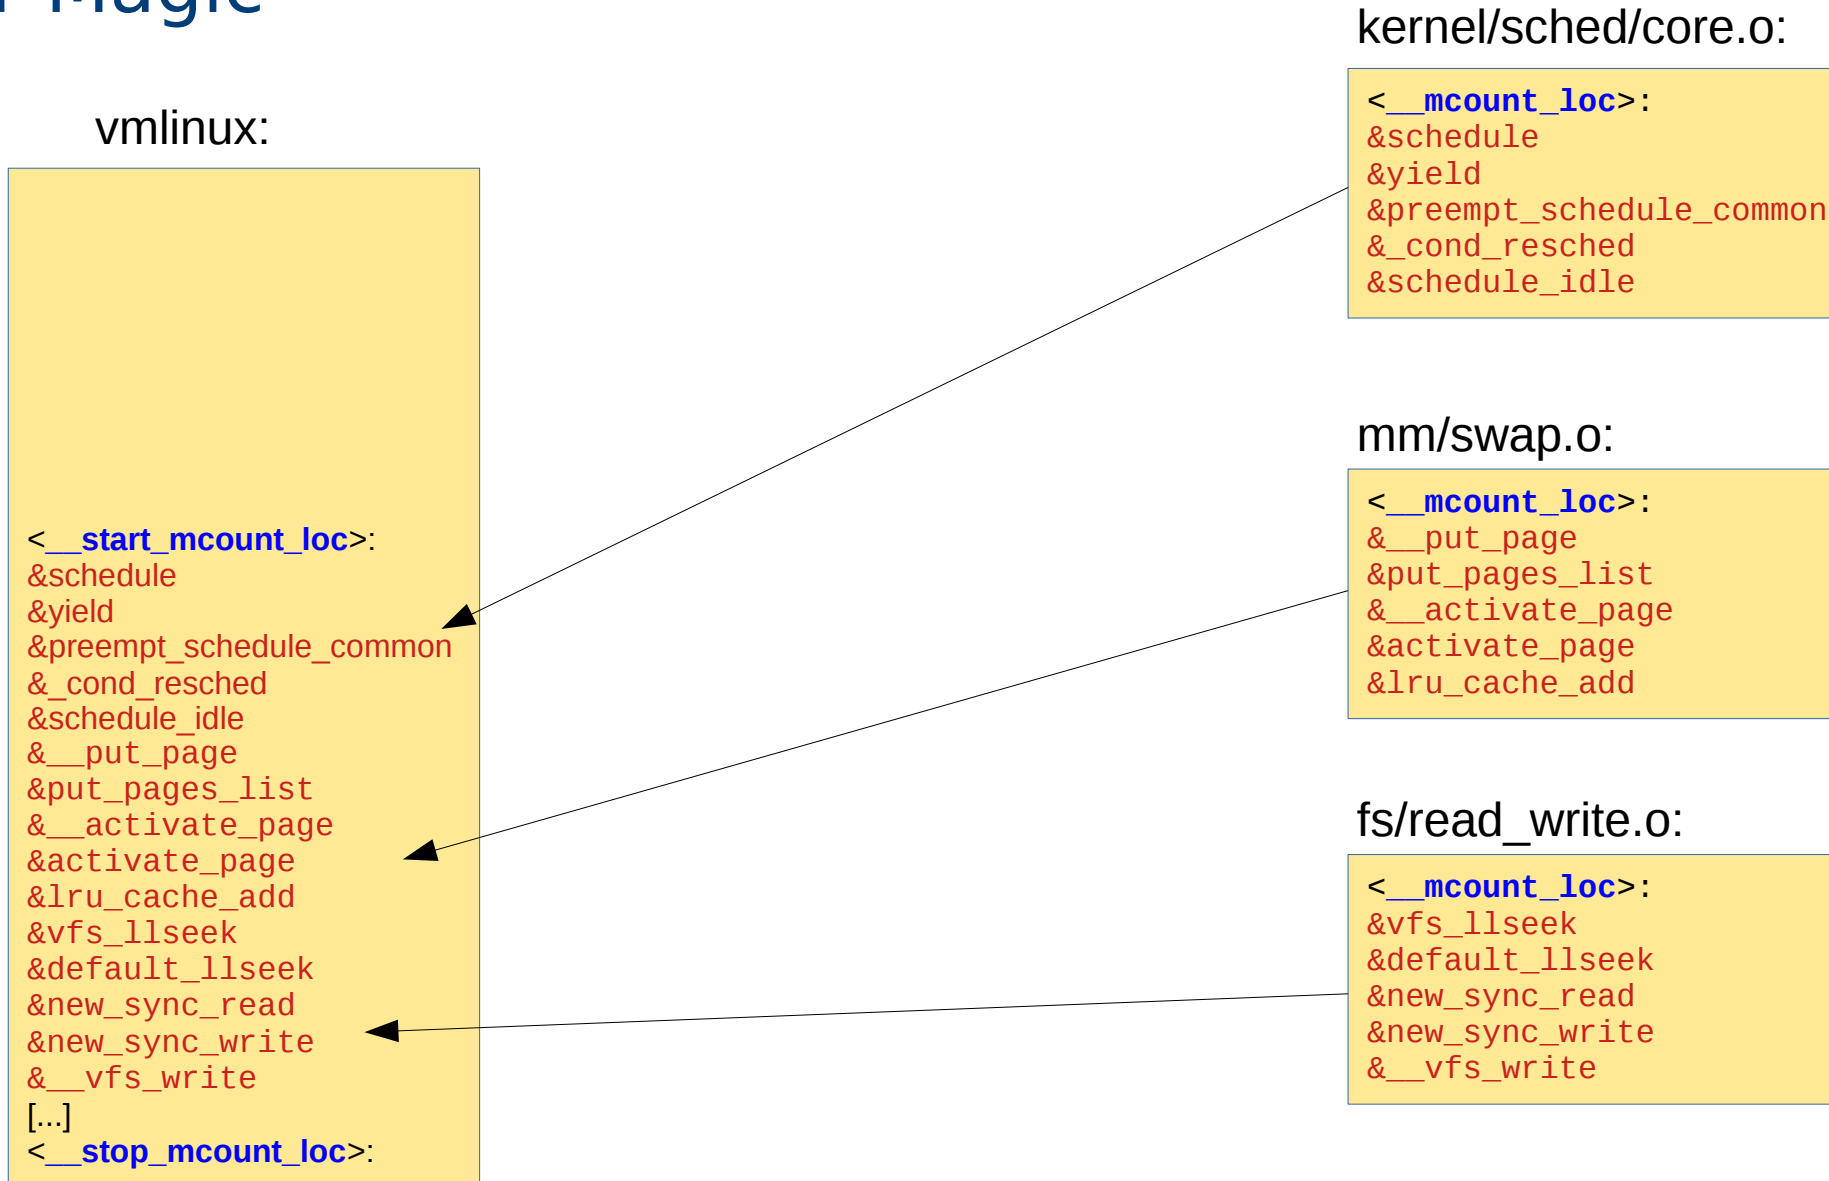 Magic
vmlinux:
<__start_mcount_loc>:
&schedule
&yield
&preempt_schedule_common
&_cond_resched
&schedule_idle
&__put_page
&put_pages_list
&__activate_page
&activate_page
&lru_cache_add
&vfs_llseek
&default_llseek
&new_sync_read
&new_sync_write
&__vfs_write
[...]
<__stop_mcount_loc>:
kernel/sched/core.o:
<__mcount_loc>:
&schedule
&yield
&preempt_schedule_common
&_cond_resched
&schedule_idle
mm/swap.o:
<__mcount_loc>:
&__put_page
&put_pages_list
&__activate_page
&activate_page
&lru_cache_add
fs/read_write.o:
<__mcount_loc>:
&vfs_llseek
&default_llseek
&new_sync_read
&new_sync_write
&__vfs_write